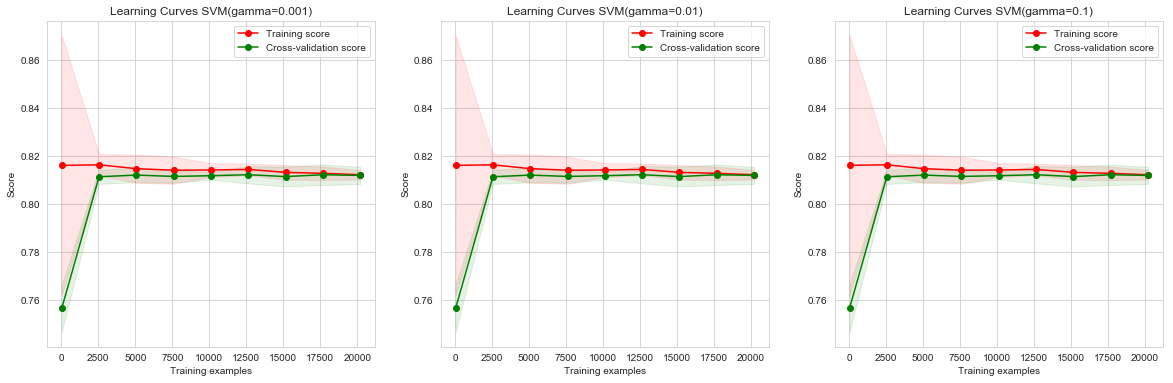 Learning Curves SVM(gamma=0.001)
Training score
Cross-validation score
0.86
0.84
0.82
0.80
0.78
0.76
Score
0 2500 5000 7500 10000 12500 15000 17500 20000
Training examples
Learning Curves SVM(gamma=0.01)
Training score
Cross-validation score
0.86
0.84
0.82
0.80
0.78
0.76
Score
0 2500 5000 7500 10000 12500 15000 17500 20000
Training examples
Learning Curves SVM(gamma=0.1)
Training score
Cross-validation score
0.86
0.84
0.82
0.80
0.78
0.76
Score
0 2500 5000 7500 10000 12500 15000 17500 20000
Training examples